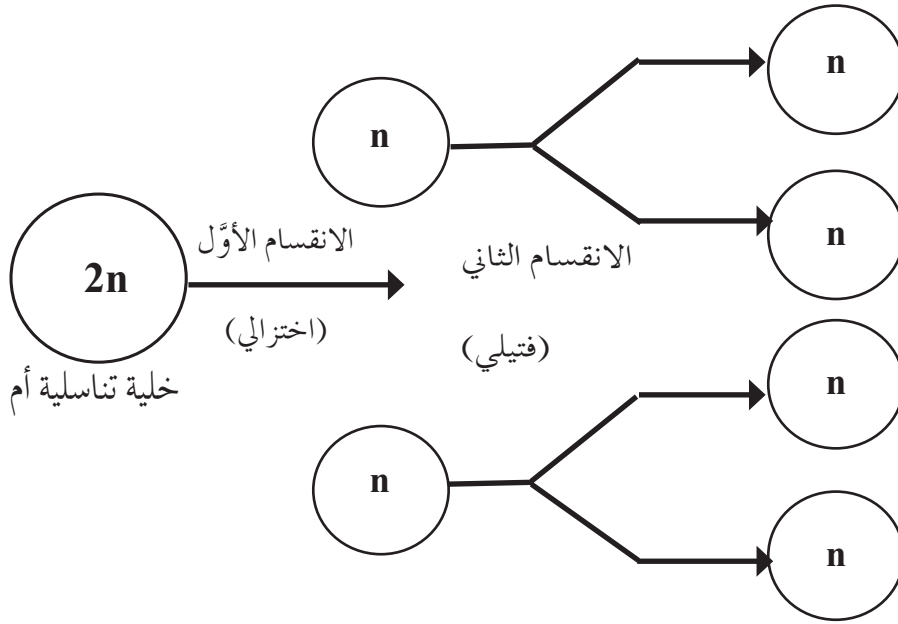 n
n
n
الانقسام الأوَّل
الانقسام الثاني
2n
(اختزالي)
(فتيلي)
خلية تناسلية أم
n
n
n
n